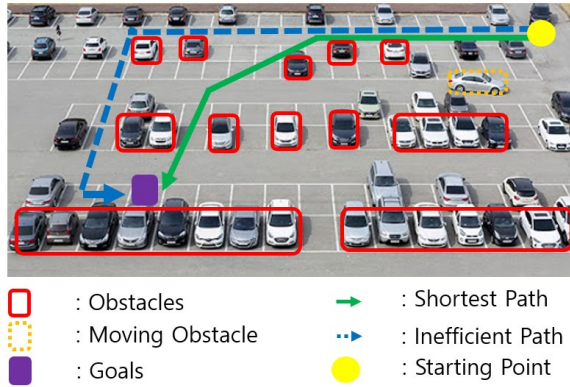 : Obstacles
: Shortest Path
: Moving Obstacle
: Inefficient Path
: Goals
: Starting Point